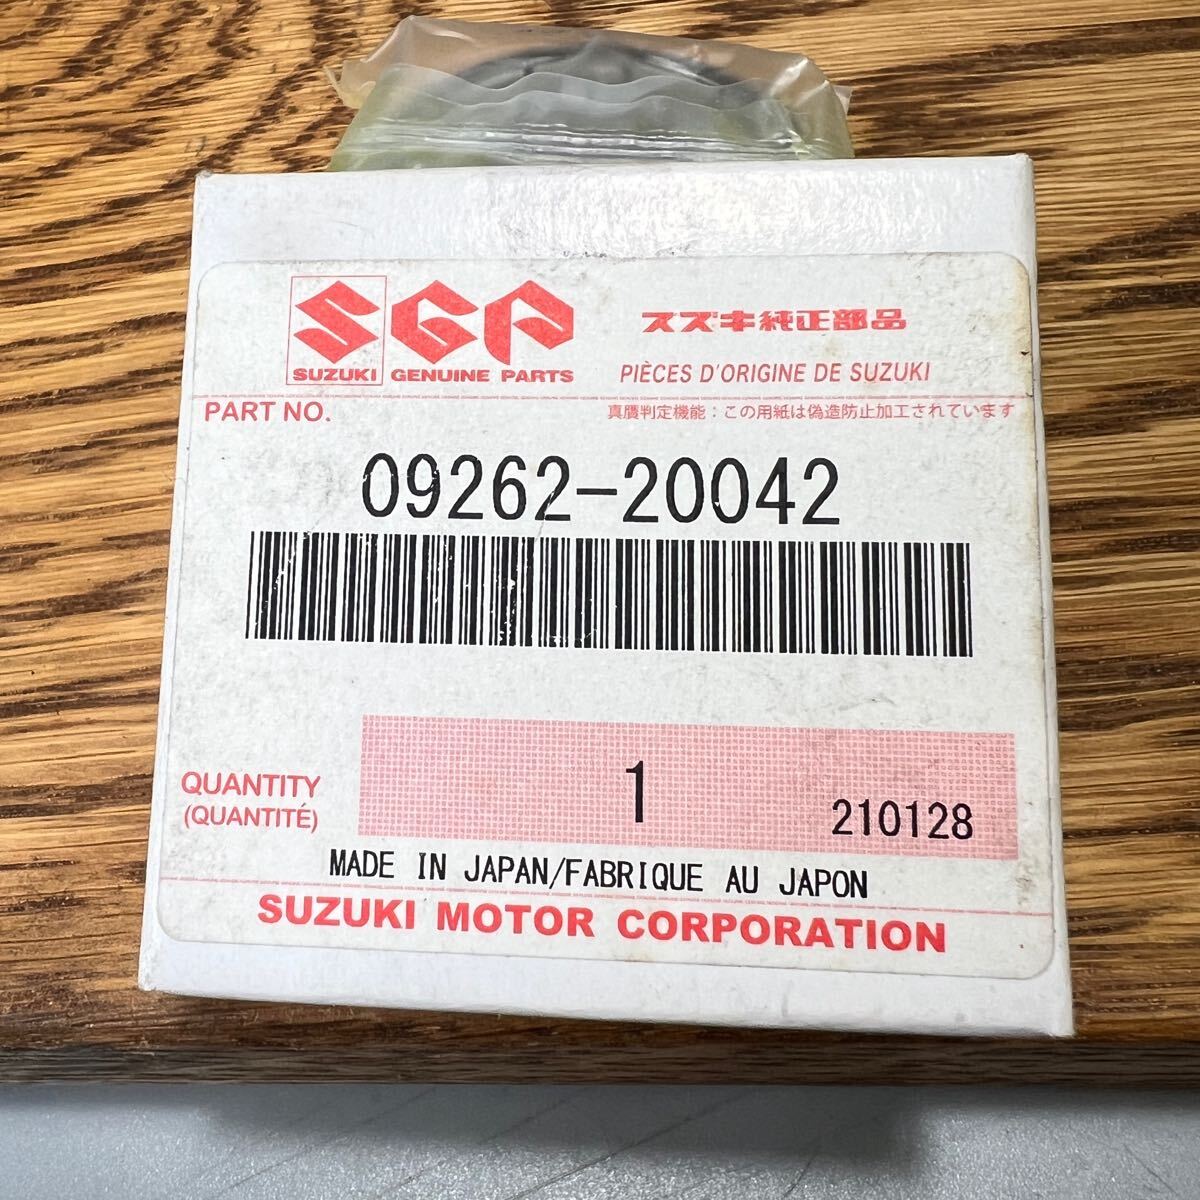 SGP スズキ純正部品
SUZUKI GENUINE PARTS PIÈCES D'ORIGINE DE SUZUKI
PART NO. 真贋判定機能：この用紙は偽造防止加工されています
09262-20042
1
QUANTITY
(QUANTITÉ) 210128
MADE IN JAPAN/FABRIQUE AU JAPON
SUZUKI MOTOR CORPORATION